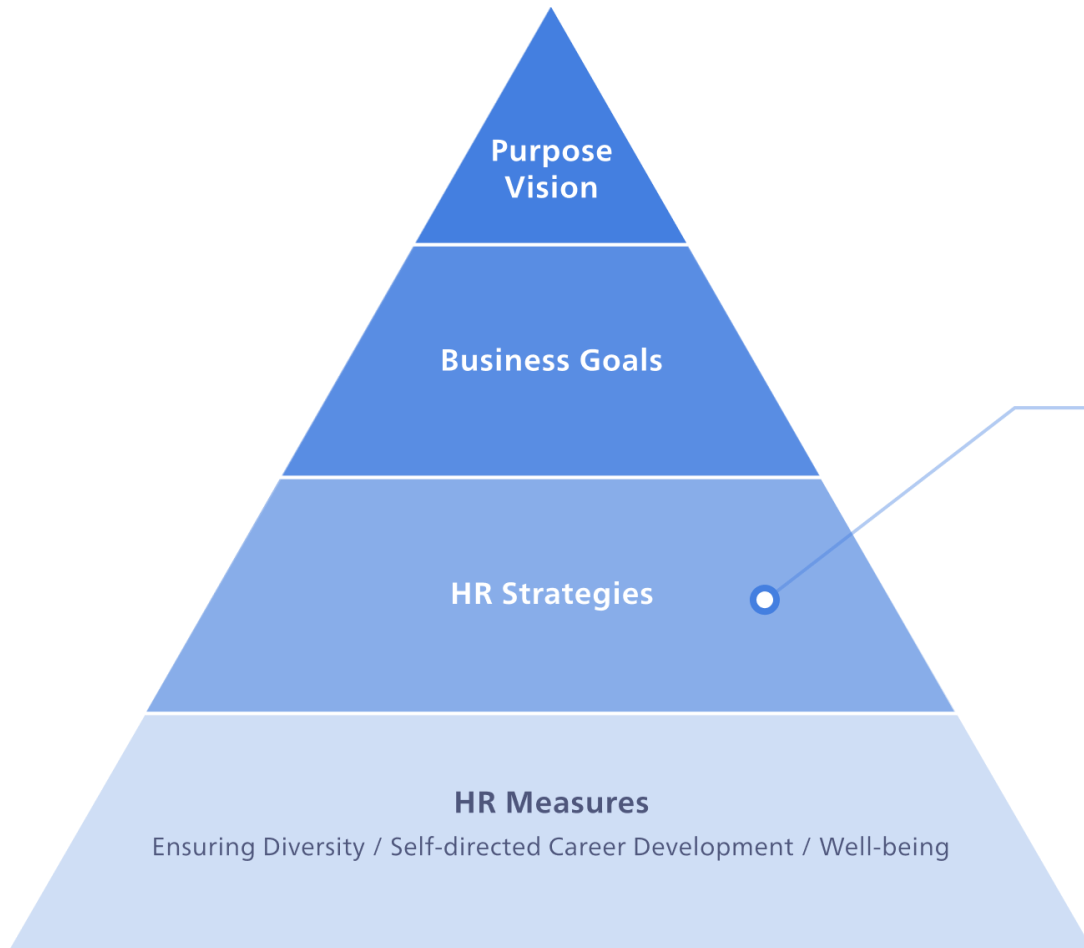 Purpose
Vision
Business Goals
HR Strategies
HR Measures
Ensuring Diversity / Self-directed Career Development / Well-being